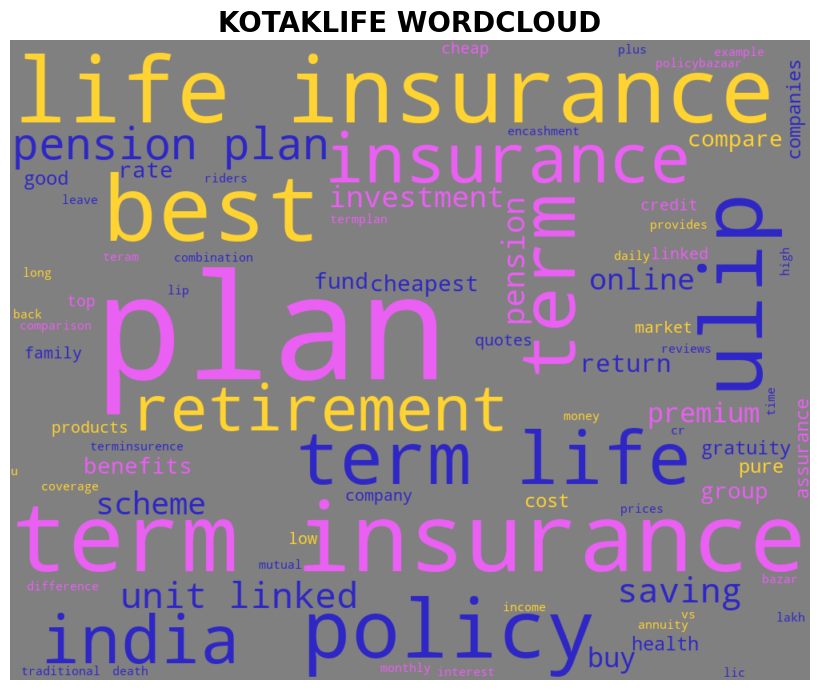 KOTAKLIFE WORDCLOUD
cheap
plus
example
policybazaar
life insurance
companies
pension plan
encashment
insurance
compare
good
rate
riders
leave
best
investment
termplan
pension
term
credit
provides
ulip
teram
combination
daily
linked
high
long
lip
fund
cheapest
online
top
plan
back
comparison
market
family
quotes
reviews
return
retirement
time
products
money
premium
assurance
terminsurence
term life
cr
gratuity
u
benefits
pure
coverage
scheme
company
cost
group
term insurance
low
prices
mutual
difference
bazar
unit linked
saving
india
policy
income
vs
annuity
lakh
health
buy
traditional
death
monthly
interest
lic